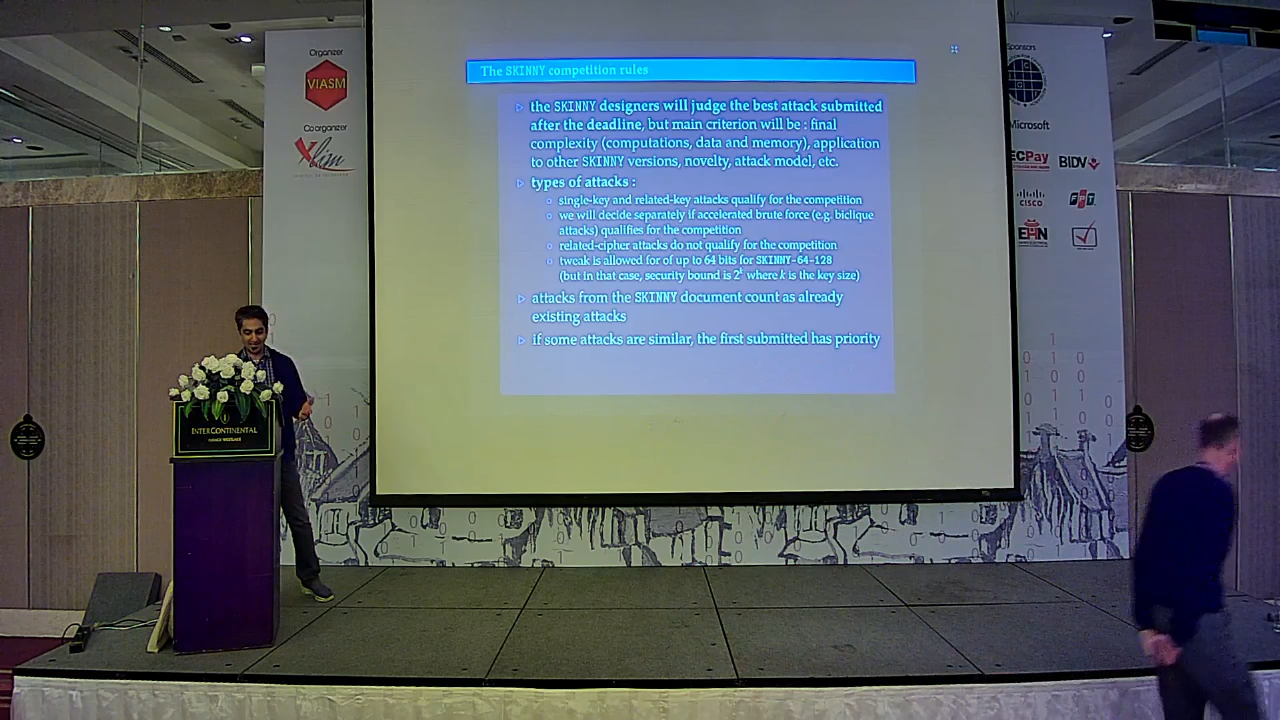 Organizer
VIASM
Coorganizer
Xlim
The SKINNY competition rules
the SKINNY designers will judge the best attack submitted
after the deadline, but main criterion will be : final
complexity (computations, data and memory), application
to other SKINNY versions, novelty, attack model, etc.
types of attacks :
single-key and related-key attacks qualify for the competition
we will decide separately if accelerated brute force (e.g. biclique
attacks) qualifies for the competition
related-cipher attacks do not qualify for the competition
tweak is allowed for of up to 64 bits for SKINNY-64-128
(but in that case, security bound is 2^k where k is the key size)
attacks from the SKINNY document count as already
existing attacks
if some attacks are similar, the first submitted has priority
Sponsors
Microsoft
ECPay
BIDV
CISCO
FPT
INTERCONTINENTAL